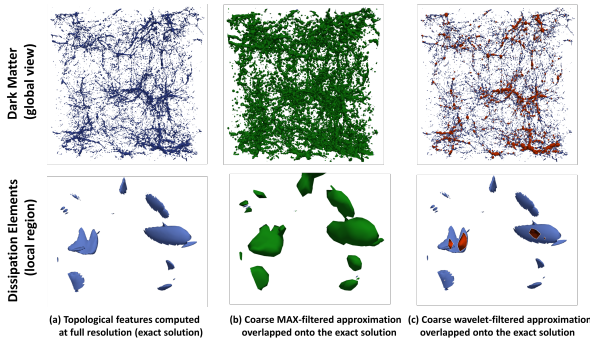 Dark Matter
(global view)
Dissipation Elements
(local region)
(a) Topological features computed
at full resolution (exact solution)
(b) Coarse MAX-filtered approximation
overlapped onto the exact solution
(c) Coarse wavelet-filtered approximation
overlapped onto the exact solution